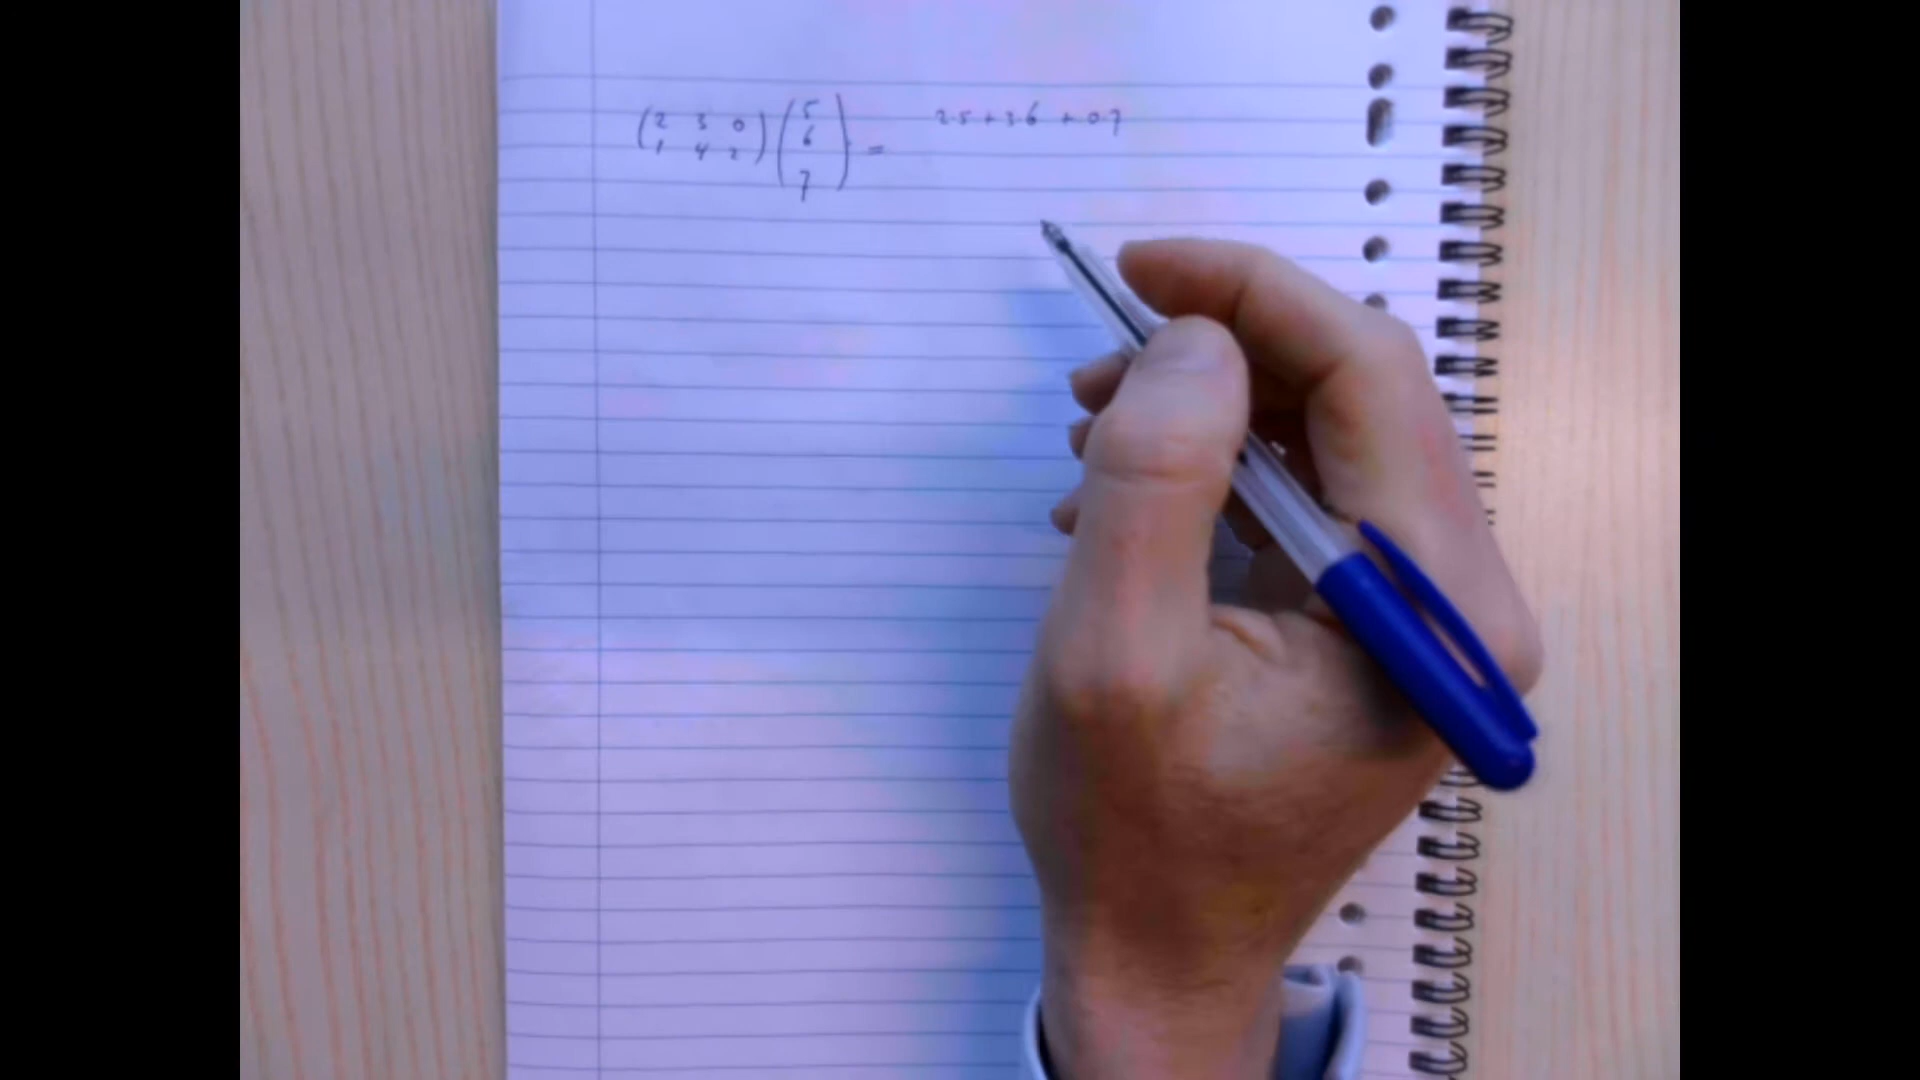 (2 3 0) (5) 2·5 + 3·6 + 0·7
(1 4 2) (6) =
(7)